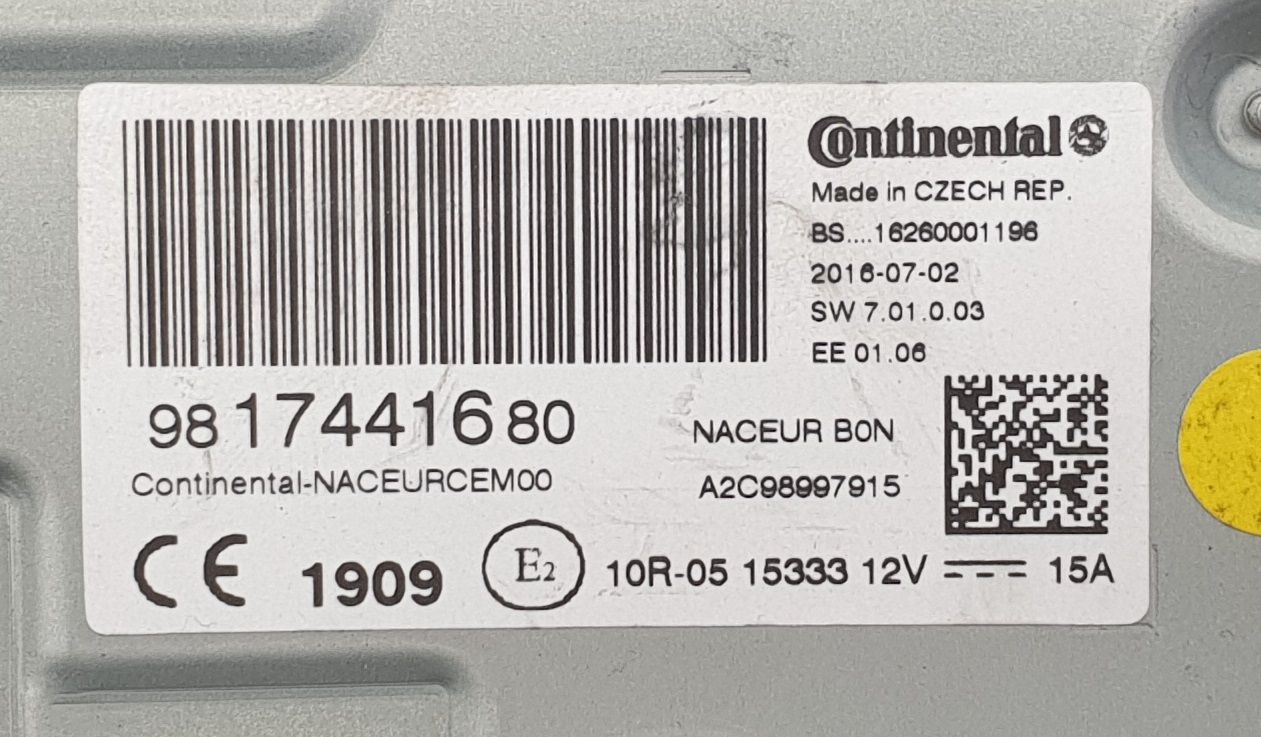 Continental
Made in CZECH REP.
BS....16260001196
2016-07-02
SW 7.01.0.03
EE 01.06
98 174416 80
NACEUR B0N
Continental-NACEURCEM00
A2C98997915
CE 1909 E2 10R-05 15333 12V 15A